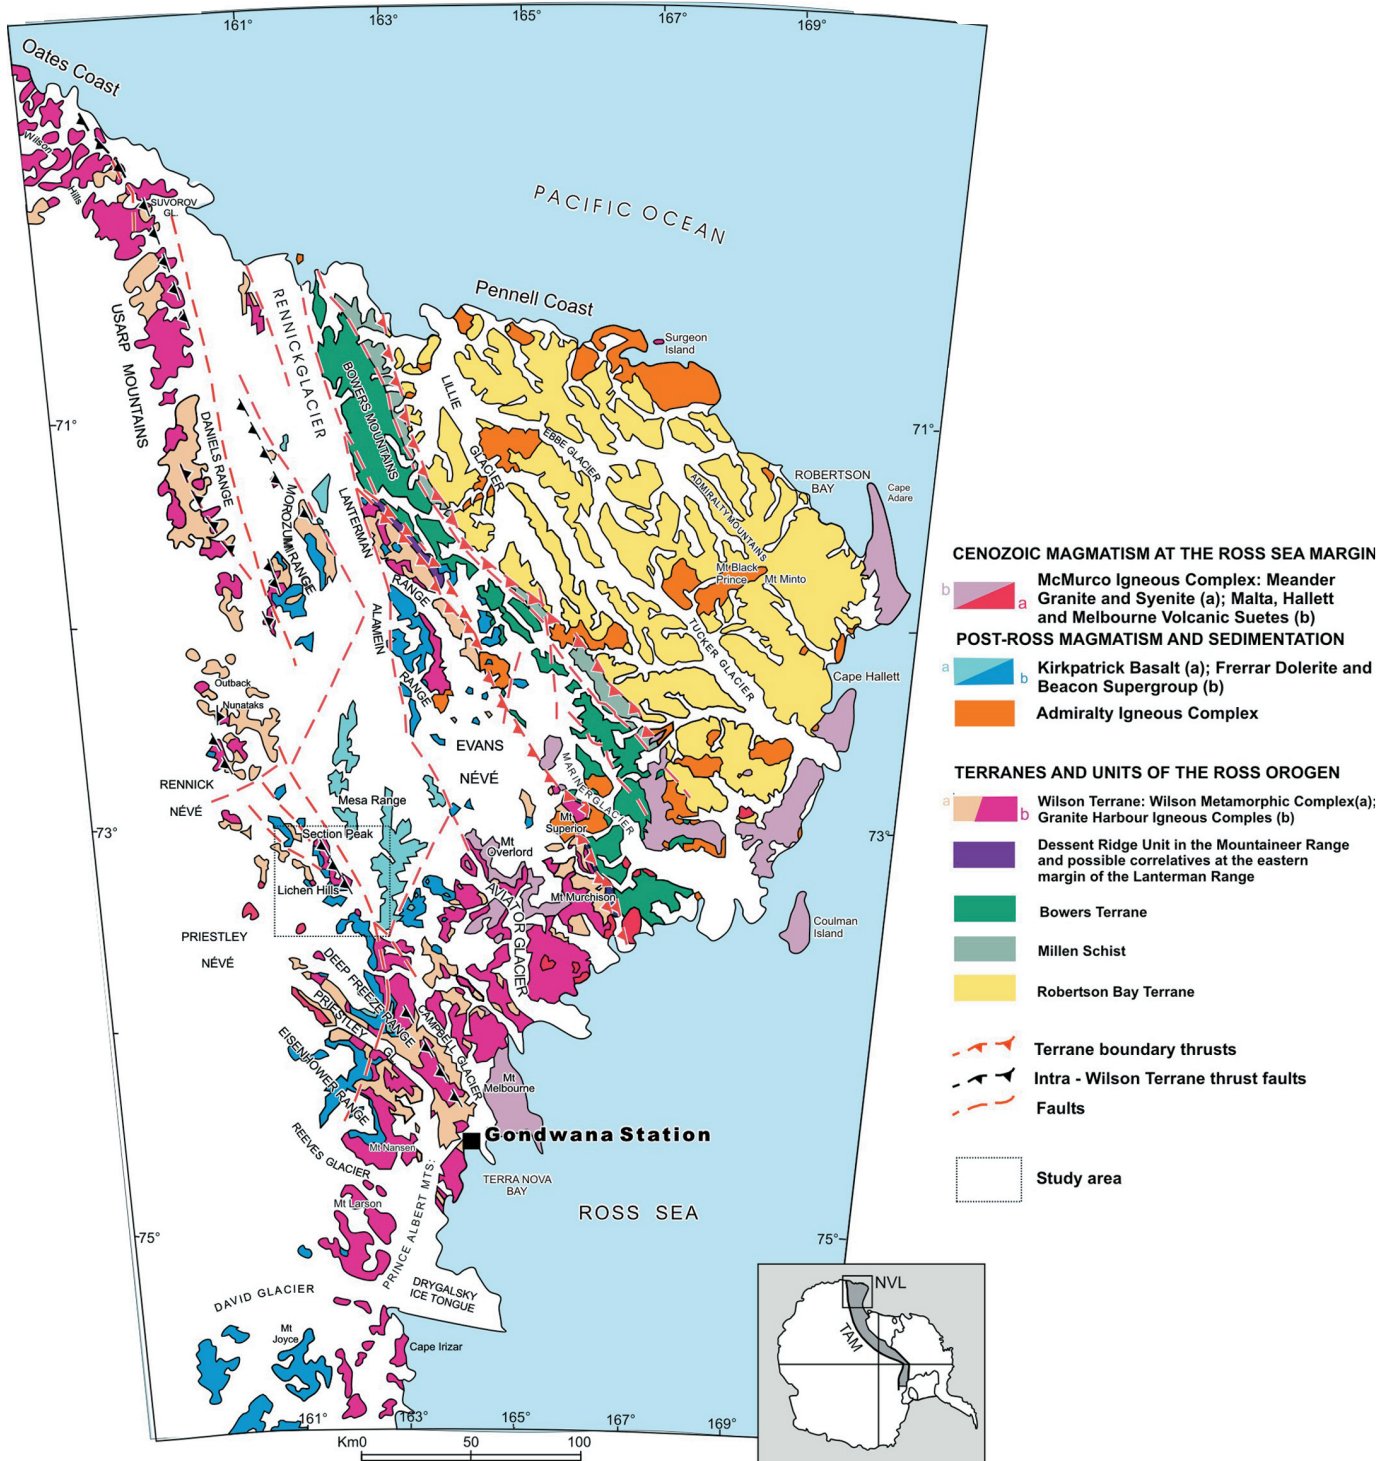 161°
163°
165°
167°
169°
Oates Coast
Wilson
Hills
SUVOROV
GL.
PACIFIC OCEAN
Pennell Coast
Surgeon
Island
USARP MOUNTAINS
RENNICKGLACIER
BOWERS MOUNTAINS
LILLIE
GLACIER
EBBE GLACIER
71°
71°
DANIELS RANGE
MOROZUMI RANGE
LANTERMAN
RANGE
ADMIRALTY MOUNTAINS
ROBERTSON
BAY
Cape
Adare
Mt Black
Prince
Mt Minto
ALAMEIN
RANGE
TUCKER GLACIER
Cape Hallett
Outback
Nunataks
EVANS
NÉVÉ
RENNICK
NÉVÉ
MARINER GLACIER
Mesa Range
73°
73°
Section Peak
Mt
Superior
Mt
Overlord
Lichen Hills
AVIATOR GLACIER
Mt Murchison
Coulman
Island
PRIESTLEY
NÉVÉ
DEEP FREEZE RANGE
PRIESTLEY
GL.
CAMPBELL GLACIER
EISENHOWER RANGE
Mt
Melbourne
Gondwana Station
REEVES GLACIER
Mt Nansen
TERRA NOVA
BAY
Mt Larson
PRINCE ALBERT MTS:
ROSS SEA
75°
75°
DRYGALSKY
ICE TONGUE
DAVID GLACIER
Mt
Joyce
Cape Irizar
161°
163°
165°
167°
169°
Km0 50 100
CENOZOIC MAGMATISM AT THE ROSS SEA MARGIN
b
a
McMurco Igneous Complex: Meander
Granite and Syenite (a); Malta, Hallett
and Melbourne Volcanic Suetes (b)
POST-ROSS MAGMATISM AND SEDIMENTATION
a
b
Kirkpatrick Basalt (a); Frerrar Dolerite and
Beacon Supergroup (b)
Admiralty Igneous Complex
TERRANES AND UNITS OF THE ROSS OROGEN
a
b
Wilson Terrane: Wilson Metamorphic Complex(a);
Granite Harbour Igneous Comples (b)
Dessent Ridge Unit in the Mountaineer Range
and possible correlatives at the eastern
margin of the Lanterman Range
Bowers Terrane
Millen Schist
Robertson Bay Terrane
Terrane boundary thrusts
Intra - Wilson Terrane thrust faults
Faults
Study area
NVL
TAM